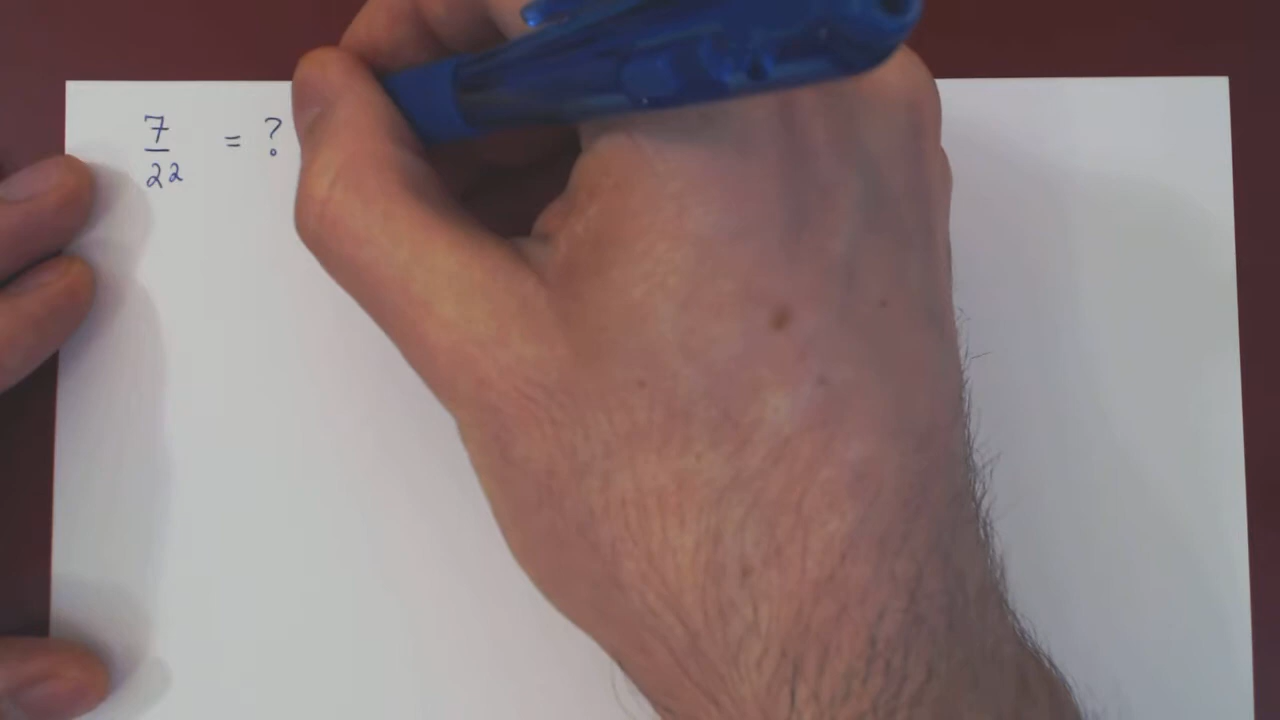 7/22 = ?